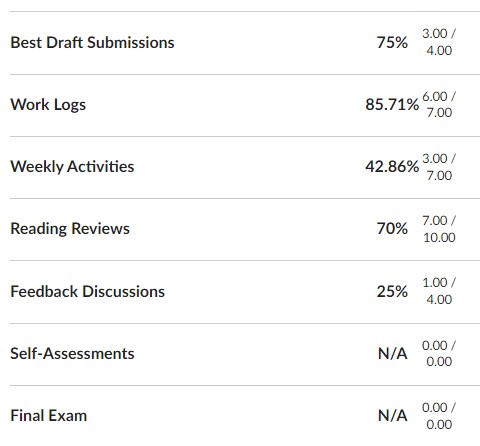 Best Draft Submissions 75% 3.00 /
4.00
Work Logs 85.71% 6.00 /
7.00
Weekly Activities 42.86% 3.00 /
7.00
Reading Reviews 70% 7.00 /
10.00
Feedback Discussions 25% 1.00 /
4.00
Self-Assessments N/A 0.00 /
0.00
Final Exam N/A 0.00 /
0.00